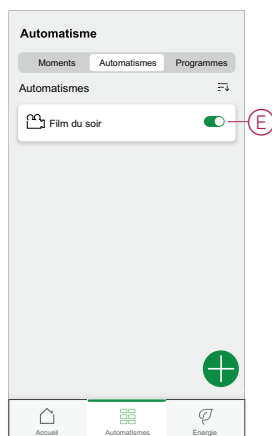 Automatisme
Moments Automatismes Programmes
Automatismes
Film du soir
E
Accueil Automatismes Énergie